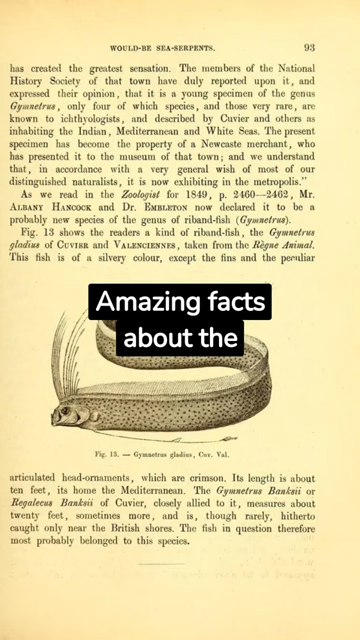 WOULD-BE SEA-SERPENTS. 93
has created the greatest sensation. The members of the National
History Society of that town have duly reported upon it, and
expressed their opinion, that it is a young specimen of the genus
Gymnetrus, only four of which species, and those very rare, are
known to ichthyologists, and described by Cuvier and others as
inhabiting the Indian, Mediterranean and White Seas. The present
specimen has become the property of a Newcastle merchant, who
has presented it to the museum of that town; and we understand
that, in accordance with a very general wish of most of our
distinguished naturalists, it is now exhibiting in the metropolis."
As we read in the Zoologist for 1849, p. 2460—2462, Mr.
ALBANY HANCOCK and Dr. EMBLETON now declared it to be a
probably new species of the genus of riband-fish (Gymnetrus).
Fig. 13 shows the readers a kind of riband-fish, the Gymnetrus
gladius of CUVIER and VALENCIENNES, taken from the Règne Animal.
This fish is of a silvery colour, except the fins and the peculiar
Amazing facts
about the
Fig. 13. — Gymnetrus gladius, Cuv. Val.
articulated head-ornaments, which are crimson. Its length is about
ten feet, its home the Mediterranean. The Gymnetrus Banksii or
Regalecus Banksii of Cuvier, closely allied to it, measures about
twenty feet, sometimes more, and is, though rarely, hitherto
caught only near the British shores. The fish in question therefore
most probably belonged to this species.